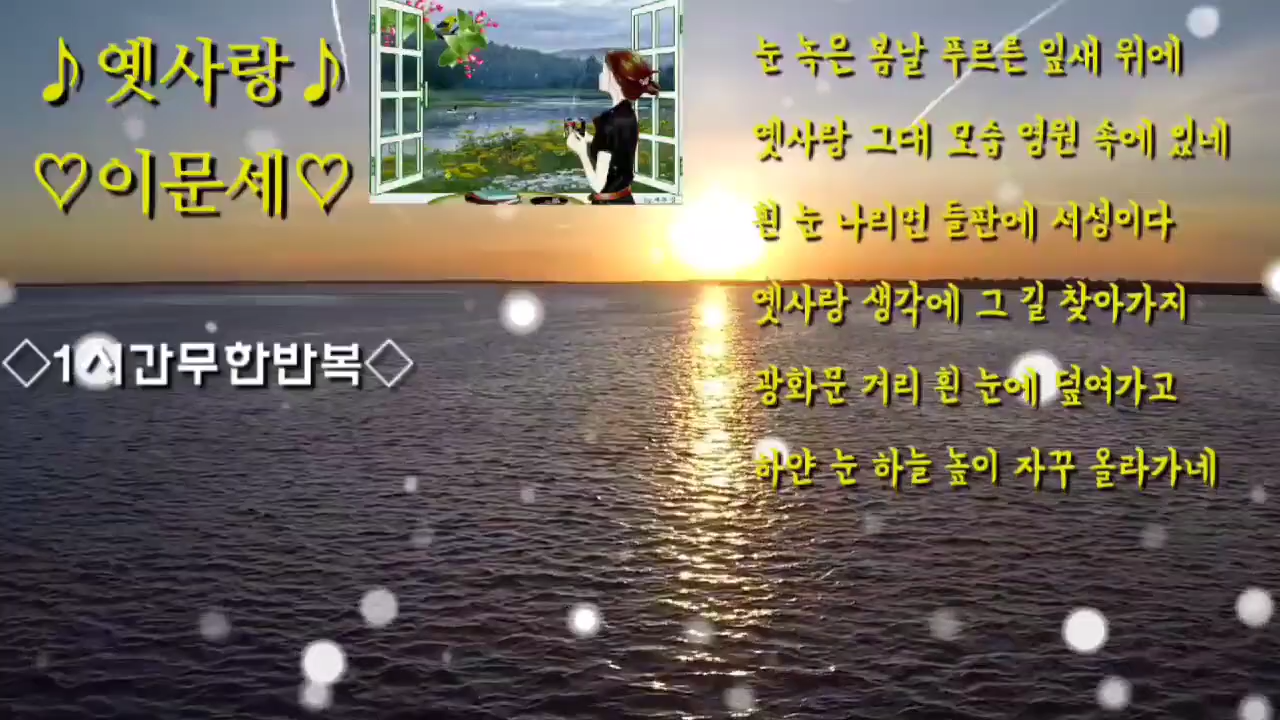 ♪옛사랑♪
♡이문세♡
◇1시간무한반복◇
눈 녹은 봄날 푸르른 잎새 위에
옛사랑 그대 모습 영원 속에 있네
흰 눈 나리면 들판에 서성이다
옛사랑 생각에 그 길 찾아가지
광화문 거리 흰 눈에 덮여가고
하얀 눈 하늘 높이 자꾸 올라가네